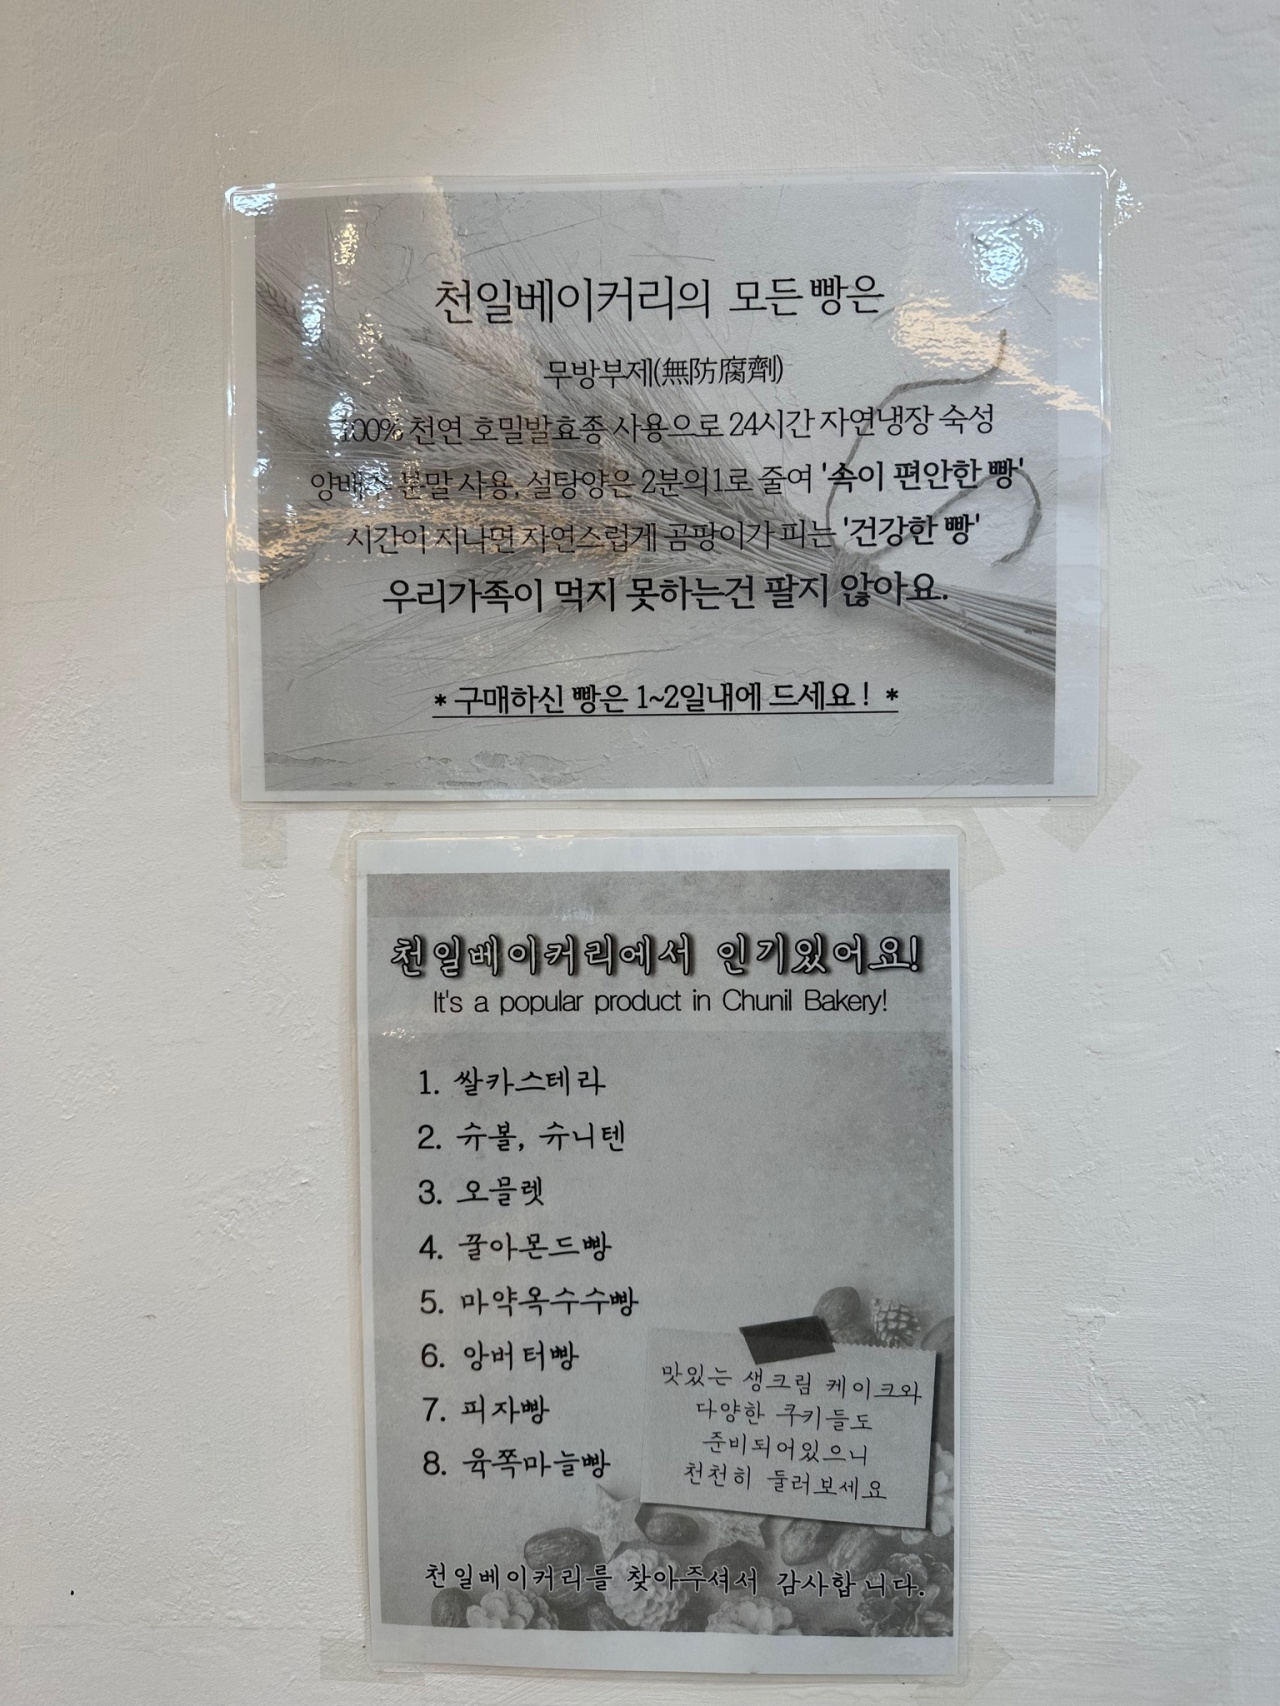 천일베이커리의 모든 빵은
무방부제(無防腐劑)
100% 천연 호밀발효종 사용으로 24시간 자연냉장 숙성
양배추 분말 사용, 설탕양은 2분의1로 줄여 '속이 편안한 빵'
시간이 지나면 자연스럽게 곰팡이가 피는 '건강한 빵'
우리가족이 먹지 못하는건 팔지 않아요.
* 구매하신 빵은 1~2일내에 드세요! *
천일베이커리에서 인기있어요!
It's a popular product in Chunil Bakery!
1. 쌀카스테라
2. 슈볼, 슈니텐
3. 오믈렛
4. 꿀아몬드빵
5. 마약옥수수빵
6. 앙버터빵
7. 피자빵
8. 육쪽마늘빵
맛있는 생크림 케이크와
다양한 쿠키들도
준비되어있으니
천천히 둘러보세요
천일베이커리를 찾아주셔서 감사합니다.